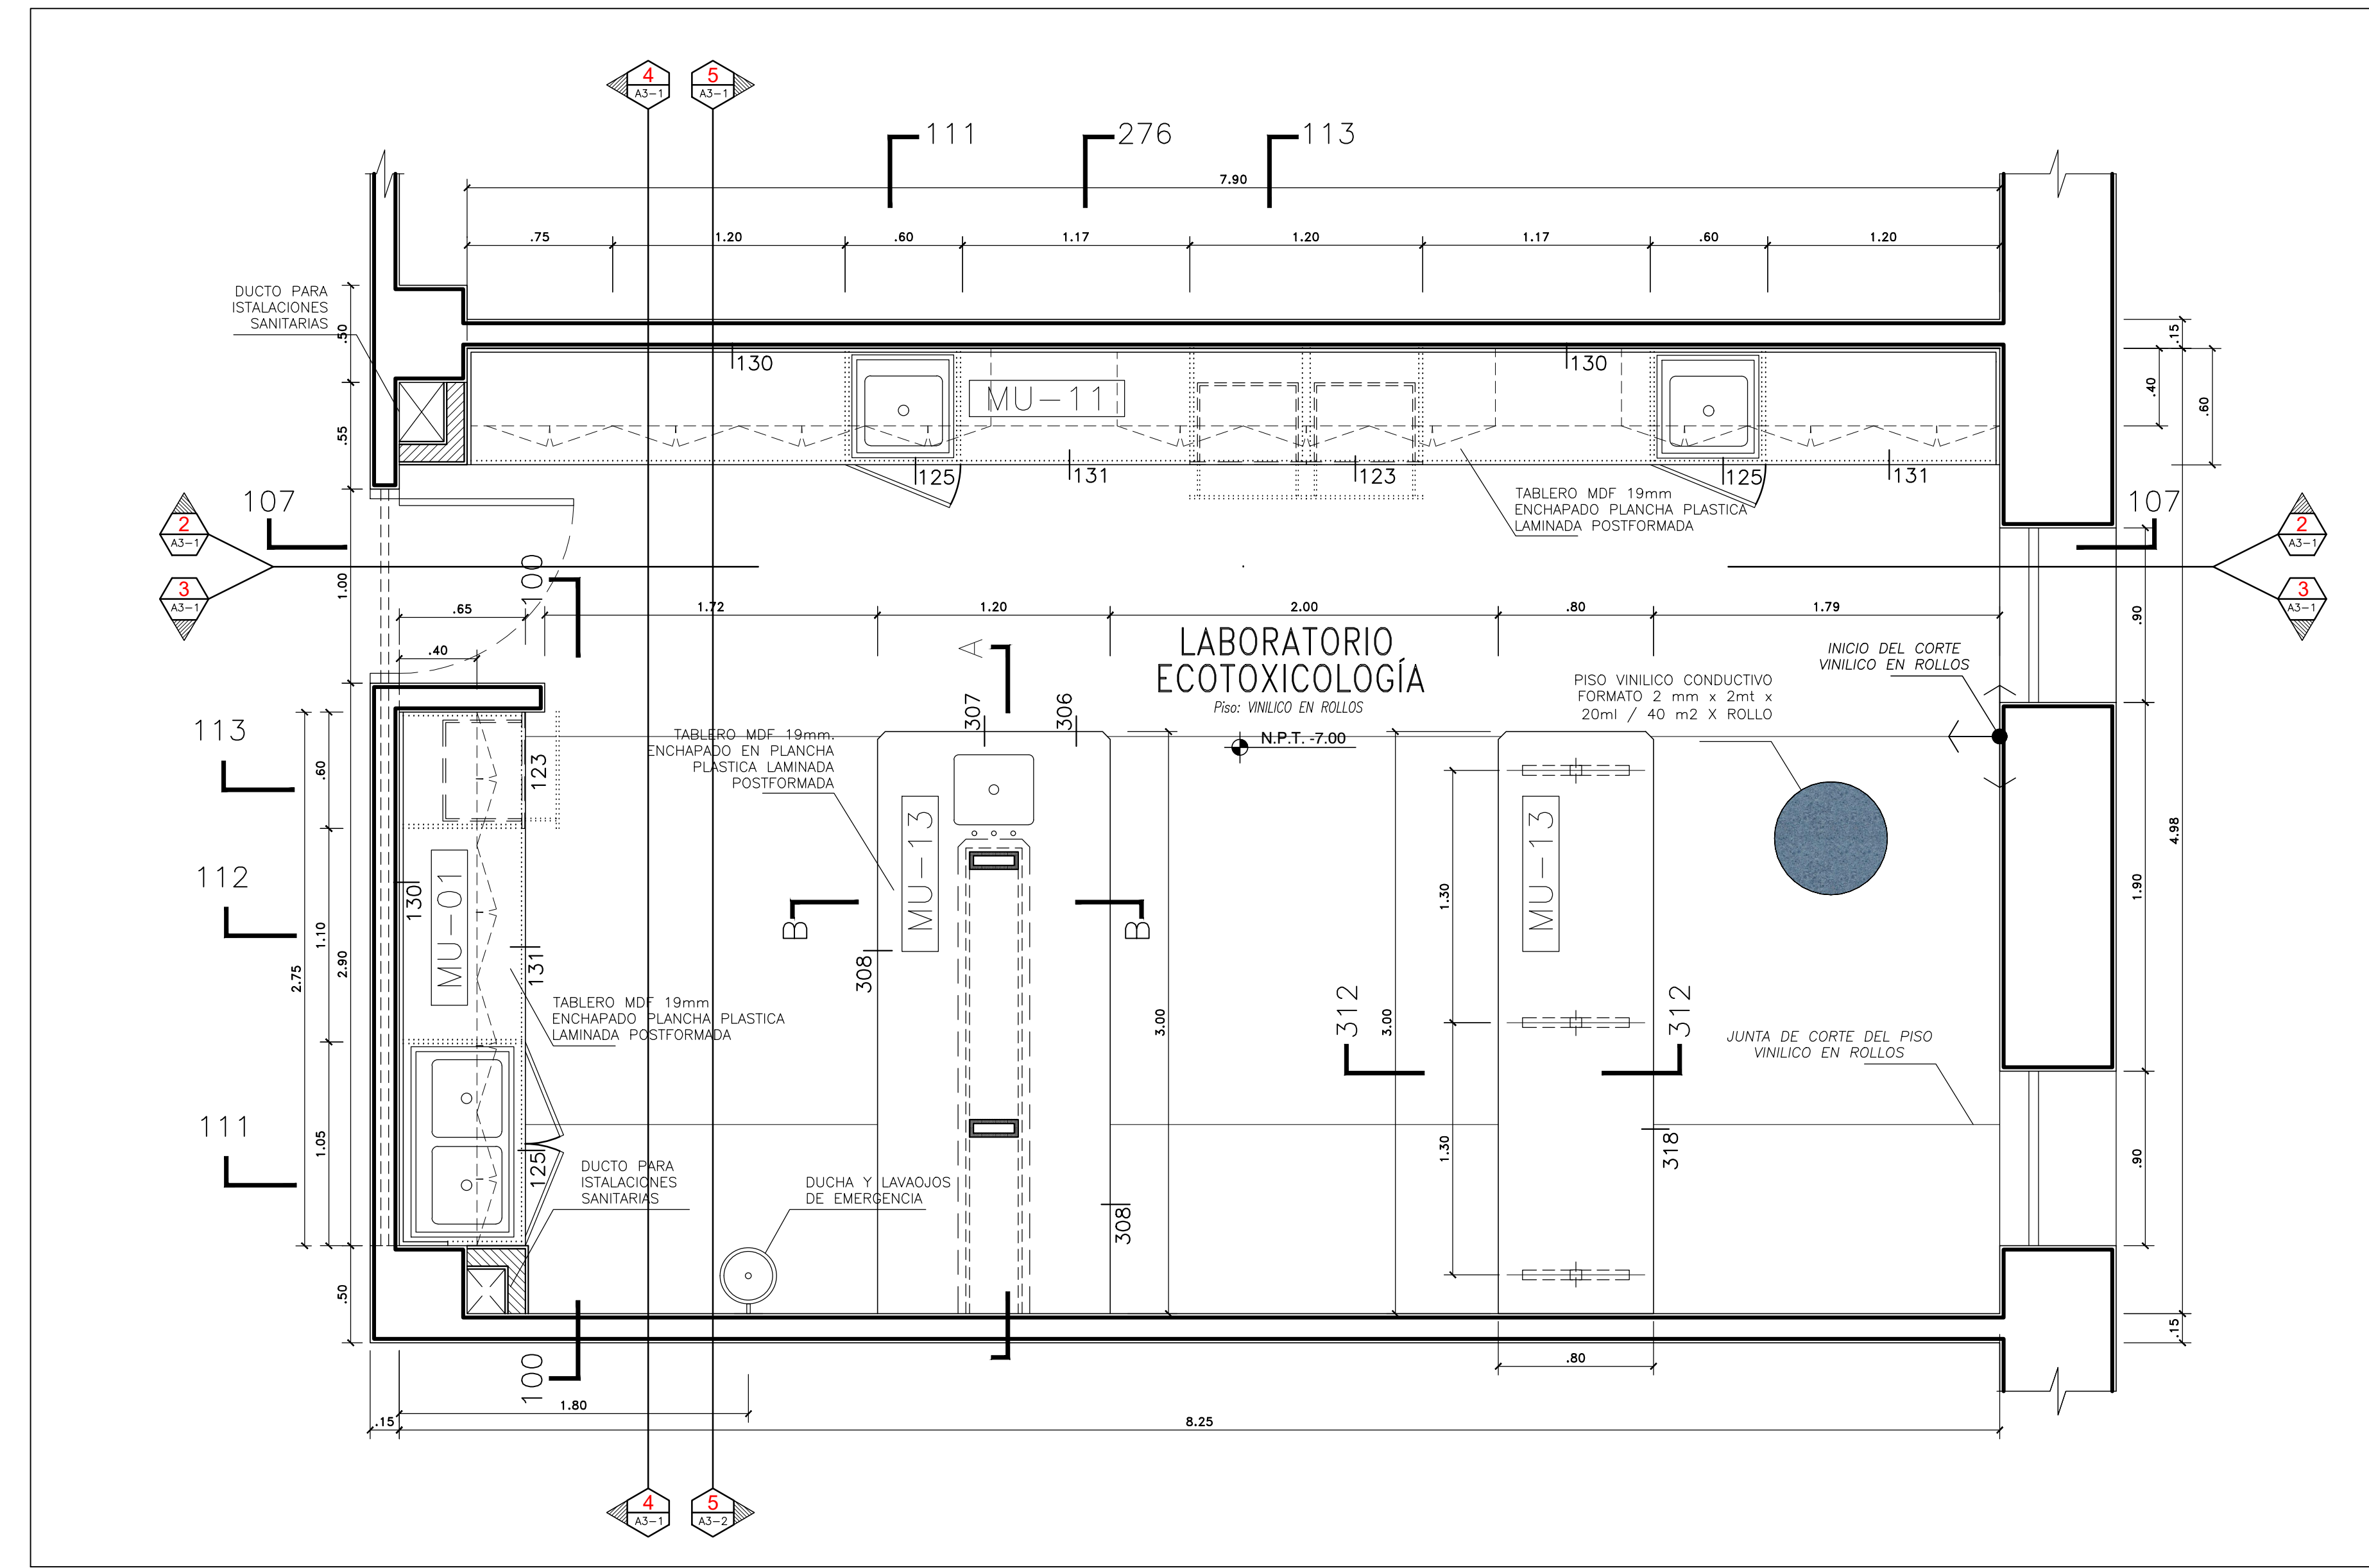 4
A3-1
5
A3-1
111
276
113
7.90
.75
1.20
.60
1.17
1.20
1.17
.60
1.20
DUCTO PARA
ISTALACIONES
SANITARIAS
.50
.15
130
130
MU-11
.40
.60
.55
125
131
123
125
131
TABLERO MDF 19mm
ENCHAPADO PLANCHA PLASTICA
LAMINADA POSTFORMADA
107
107
2
A3-1
2
A3-1
3
A3-1
3
A3-1
1.00
100
.65
1.72
1.20
2.00
.80
1.79
.90
.40
A
LABORATORIO
ECOTOXICOLOGÍA
Piso: VINILICO EN ROLLOS
N.P.T. -7.00
INICIO DEL CORTE
VINILICO EN ROLLOS
PISO VINILICO CONDUCTIVO
FORMATO 2 mm x 2mt x
20ml / 40 m2 X ROLLO
307
306
113
TABLERO MDF 19mm.
ENCHAPADO EN PLANCHA
PLASTICA LAMINADA
POSTFORMADA
.60
123
MU-13
MU-13
4.98
112
130
MU-01
1.30
1.90
B
B
1.10
2.90
2.75
131
308
312
312
3.00
3.00
TABLERO MDF 19mm
ENCHAPADO PLANCHA PLASTICA
LAMINADA POSTFORMADA
JUNTA DE CORTE DEL PISO
VINILICO EN ROLLOS
111
1.05
125
1.30
318
.90
DUCTO PARA
ISTALACIONES
SANITARIAS
DUCHA Y LAVAOJOS
DE EMERGENCIA
308
.50
.15
100
.80
1.80
.15
8.25
4
A3-1
5
A3-2